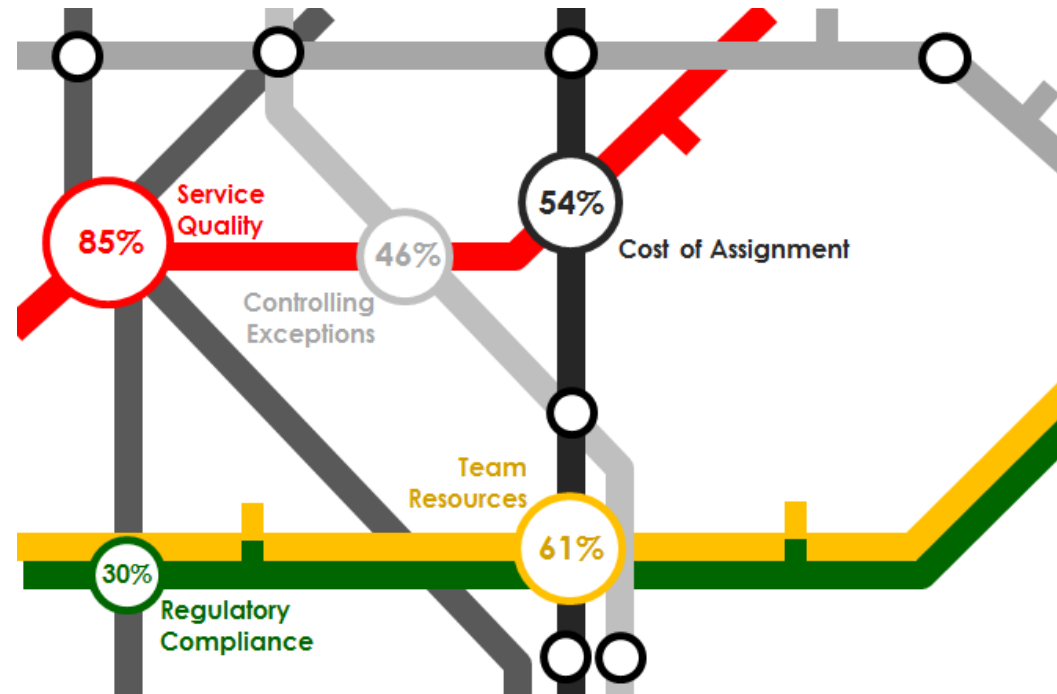 Service
Quality
85%
54%
46%
Cost of Assignment
Controlling
Exceptions
Team
Resources
61%
30%
Regulatory
Compliance